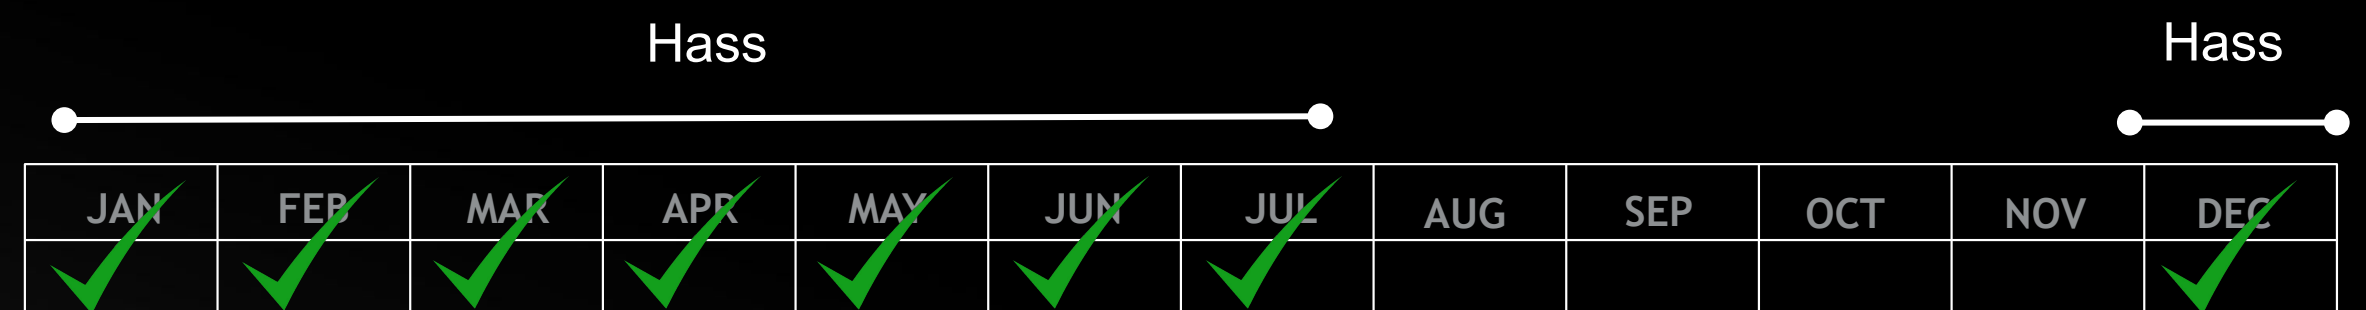 Hass Hass
JAN FEB MAR APR MAY JUN JUL AUG SEP OCT NOV DEC